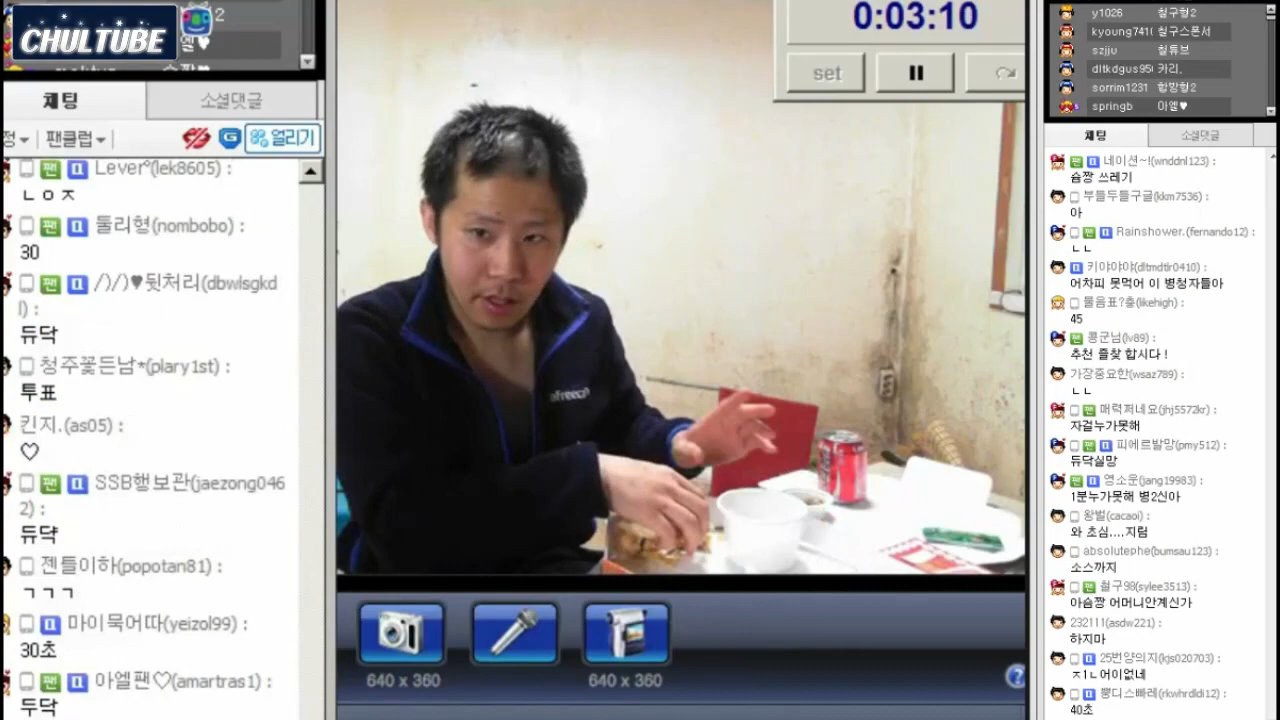 CHULTUBE
채팅
소셜댓글
팬클럽
얼리기
Lever°(lek8605) :
ㄴㅇㅈ
둘리형(nombobo) :
30
/)/)♥뒷처리(dbwlsgkd
l) :
듀닥
청주꽃든남*(plary1st) :
투표
킨지.(as05) :
♡
SSB행보관(jaezong046
2) :
듀닥
젠틀이하(popotan81) :
ㄱㄱㄱ
마이묵어따(yeizol99) :
30초
아엘팬♡(amartras1) :
두닥
0:03:10
set
afreeca
640 x 360
640 x 360
y1026 철구형2
kyoung741( 철구스폰서
szjju 철튜브
dltkdgus95( 카리.
sorrim1231 합방형2
springb 아엘♥
채팅
소셜댓글
네이션~!(wnddnl123) :
슴짱 쓰레기
부틀두들구글(kkm7536) :
아
Rainshower.(fernando12) :
ㄴㄴ
키야야야(dltmdtlr0410) :
어차피 못먹어 이 병청자들아
물음표?충(likehigh) :
45
콩군님(lv89) :
추천 즐찾 합시다 !
가장중요한(wsaz789) :
ㄴㄴ
매력쩌네요(jhj5572kr) :
자걸누가못해
피에르발망(pmy512) :
듀닥실망
영소운(jang19983) :
1분누가못해 병2신아
왕벌(cacaoi) :
와 초심....지림
absolutephe(bumsau123) :
소스까지
철구98(sylee3513) :
아슴짱 어머니안계신가
232111(asdw221) :
하지마
25번양의지(kjs020703) :
ㅈ1ㄴ어이없네
뿡디스빠레(rkwhrdldi12) :
40초